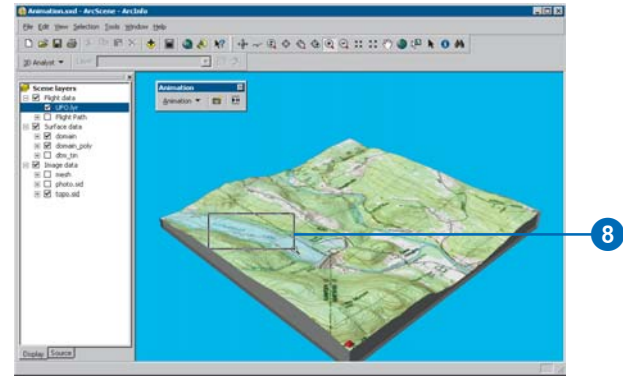 Animation.sxd - ArcScene - ArcInfo
File Edit View Selection Tools Window Help
3D Analyst Layer:
Scene layers
Flight data
UFO.lyr
Flight Path
Surface data
domain
domain_poly
dtm_tin
Image data
mesh
photo.sid
topo.sid
Animation
Animation
8
Display Source